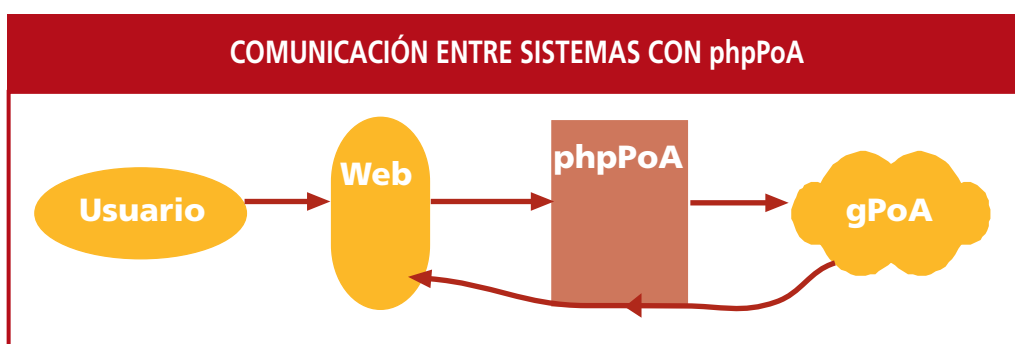 COMUNICACIÓN ENTRE SISTEMAS CON phpPoA
Usuario
Web
phpPoA
gPoA